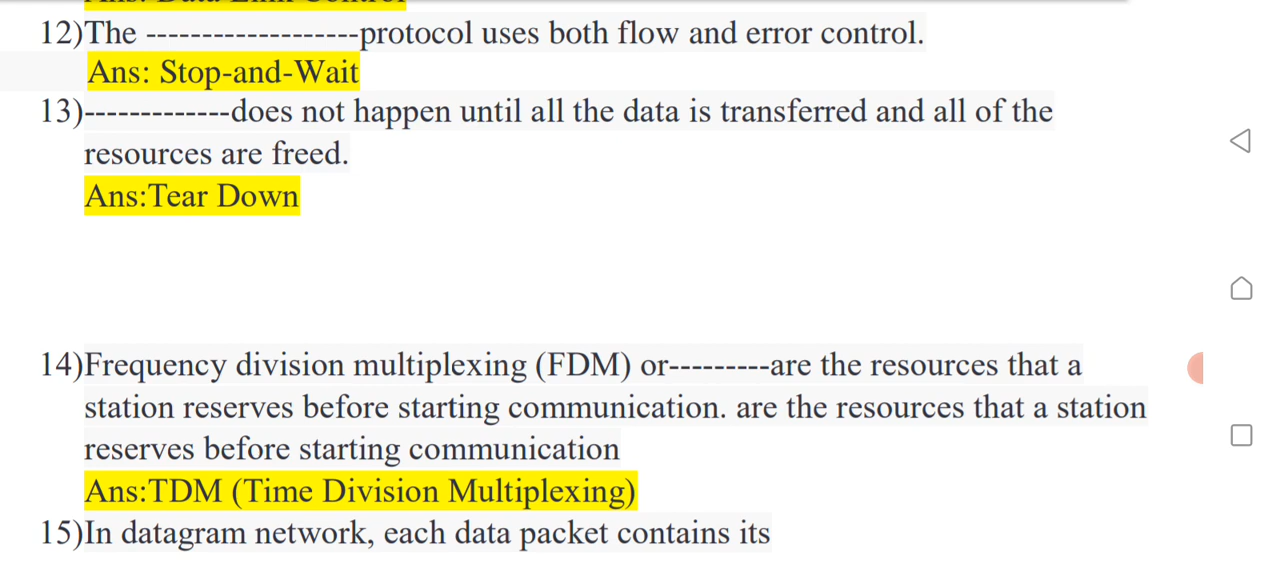 12)The -------------------protocol uses both flow and error control.
Ans: Stop-and-Wait
13)-------------does not happen until all the data is transferred and all of the
resources are freed.
Ans:Tear Down
14)Frequency division multiplexing (FDM) or---------are the resources that a
station reserves before starting communication. are the resources that a station
reserves before starting communication
Ans:TDM (Time Division Multiplexing)
15)In datagram network, each data packet contains its